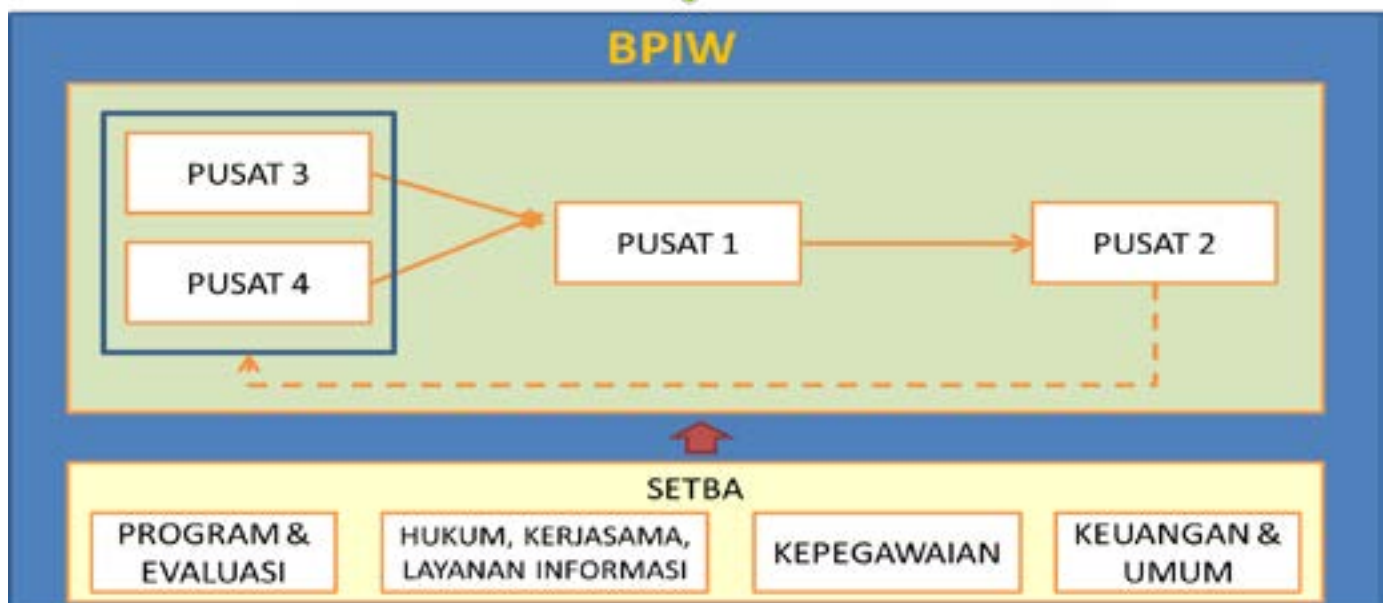 BPIW
PUSAT 3
PUSAT 4
PUSAT 1
PUSAT 2
SETBA
PROGRAM &
EVALUASI
HUKUM, KERJASAMA,
LAYANAN INFORMASI
KEPEGAWAIAN
KEUANGAN &
UMUM